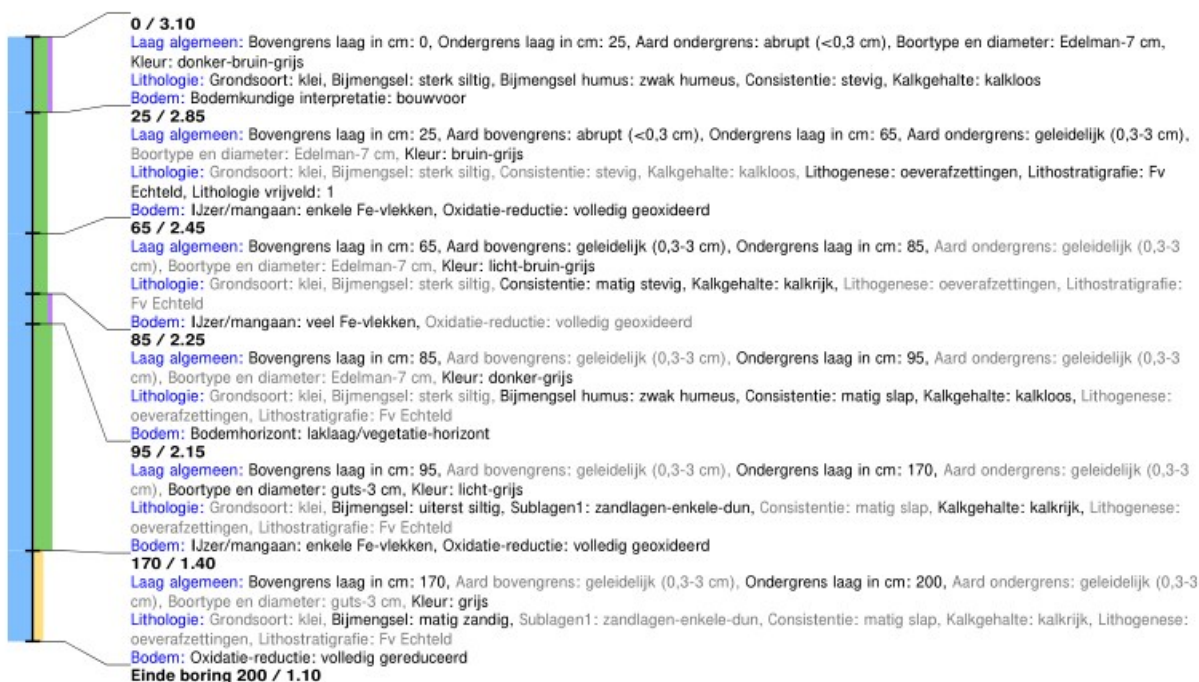 0 / 3.10
Laag algemeen: Bovengrens laag in cm: 0, Ondergrens laag in cm: 25, Aard ondergrens: abrupt (<0,3 cm), Boortype en diameter: Edelman-7 cm,
Kleur: donker-bruin-grijs
Lithologie: Grondsoort: klei, Bijmengsel: sterk siltig, Bijmengsel humus: zwak humeus, Consistentie: stevig, Kalkgehalte: kalkloos
Bodem: Bodemkundige interpretatie: bouwvoor
25 / 2.85
Laag algemeen: Bovengrens laag in cm: 25, Aard bovengrens: abrupt (<0,3 cm), Ondergrens laag in cm: 65, Aard ondergrens: geleidelijk (0,3-3 cm),
Boortype en diameter: Edelman-7 cm, Kleur: bruin-grijs
Lithologie: Grondsoort: klei, Bijmengsel: sterk siltig, Consistentie: stevig, Kalkgehalte: kalkloos, Lithogenese: oeverafzettingen, Lithostratigrafie: Fv
Echteld, Lithologie vrijveld: 1
Bodem: IJzer/mangaan: enkele Fe-vlekken, Oxidatie-reductie: volledig geoxideerd
65 / 2.45
Laag algemeen: Bovengrens laag in cm: 65, Aard bovengrens: geleidelijk (0,3-3 cm), Ondergrens laag in cm: 85, Aard ondergrens: geleidelijk (0,3-3
cm), Boortype en diameter: Edelman-7 cm, Kleur: licht-bruin-grijs
Lithologie: Grondsoort: klei, Bijmengsel: sterk siltig, Consistentie: matig stevig, Kalkgehalte: kalkrijk, Lithogenese: oeverafzettingen, Lithostratigrafie:
Fv Echteld
Bodem: IJzer/mangaan: veel Fe-vlekken, Oxidatie-reductie: volledig geoxideerd
85 / 2.25
Laag algemeen: Bovengrens laag in cm: 85, Aard bovengrens: geleidelijk (0,3-3 cm), Ondergrens laag in cm: 95, Aard ondergrens: geleidelijk (0,3-3
cm), Boortype en diameter: Edelman-7 cm, Kleur: donker-grijs
Lithologie: Grondsoort: klei, Bijmengsel: sterk siltig, Bijmengsel humus: zwak humeus, Consistentie: matig slap, Kalkgehalte: kalkloos, Lithogenese:
oeverafzettingen, Lithostratigrafie: Fv Echteld
Bodem: Bodemhorizont: laklaag/vegetatie-horizont
95 / 2.15
Laag algemeen: Bovengrens laag in cm: 95, Aard bovengrens: geleidelijk (0,3-3 cm), Ondergrens laag in cm: 170, Aard ondergrens: geleidelijk (0,3-3
cm), Boortype en diameter: guts-3 cm, Kleur: licht-grijs
Lithologie: Grondsoort: klei, Bijmengsel: uiterst siltig, Sublagen1: zandlagen-enkele-dun, Consistentie: matig slap, Kalkgehalte: kalkrijk, Lithogenese:
oeverafzettingen, Lithostratigrafie: Fv Echteld
Bodem: IJzer/mangaan: enkele Fe-vlekken, Oxidatie-reductie: volledig geoxideerd
170 / 1.40
Laag algemeen: Bovengrens laag in cm: 170, Aard bovengrens: geleidelijk (0,3-3 cm), Ondergrens laag in cm: 200, Aard ondergrens: geleidelijk (0,3-3
cm), Boortype en diameter: guts-3 cm, Kleur: grijs
Lithologie: Grondsoort: klei, Bijmengsel: matig zandig, Sublagen1: zandlagen-enkele-dun, Consistentie: matig slap, Kalkgehalte: kalkrijk, Lithogenese:
oeverafzettingen, Lithostratigrafie: Fv Echteld
Bodem: Oxidatie-reductie: volledig gereduceerd
Einde boring 200 / 1.10